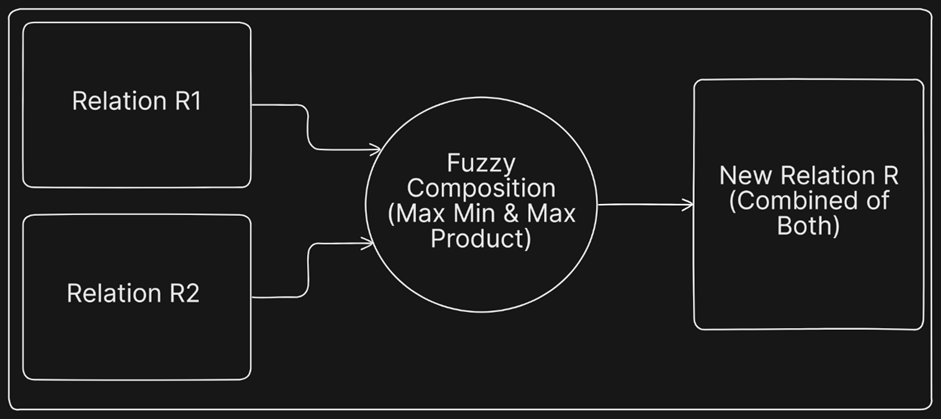 Relation R1
Relation R2
Fuzzy
Composition
(Max Min & Max
Product)
New Relation R
(Combined of
Both)